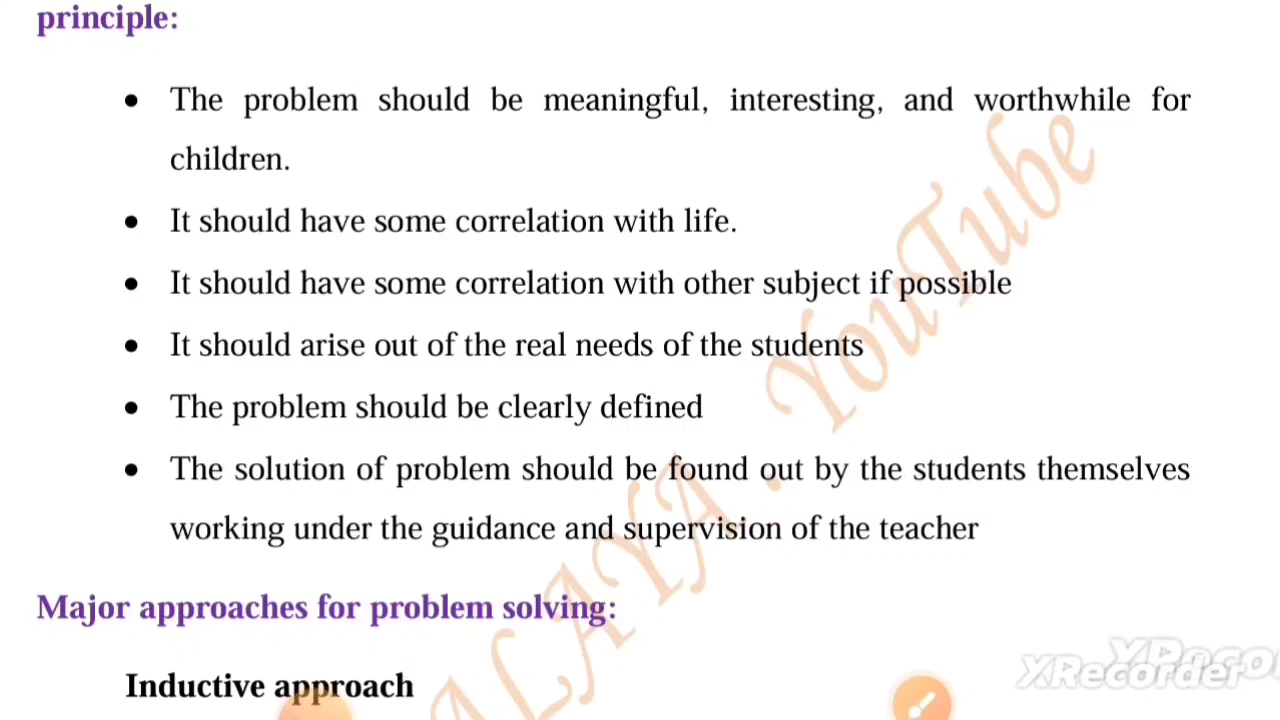 principle:
• The problem should be meaningful, interesting, and worthwhile for
children.
• It should have some correlation with life.
• It should have some correlation with other subject if possible
• It should arise out of the real needs of the students
• The problem should be clearly defined
• The solution of problem should be found out by the students themselves
working under the guidance and supervision of the teacher
Major approaches for problem solving:
Inductive approach
ALAYA . YouTube
XRecorder